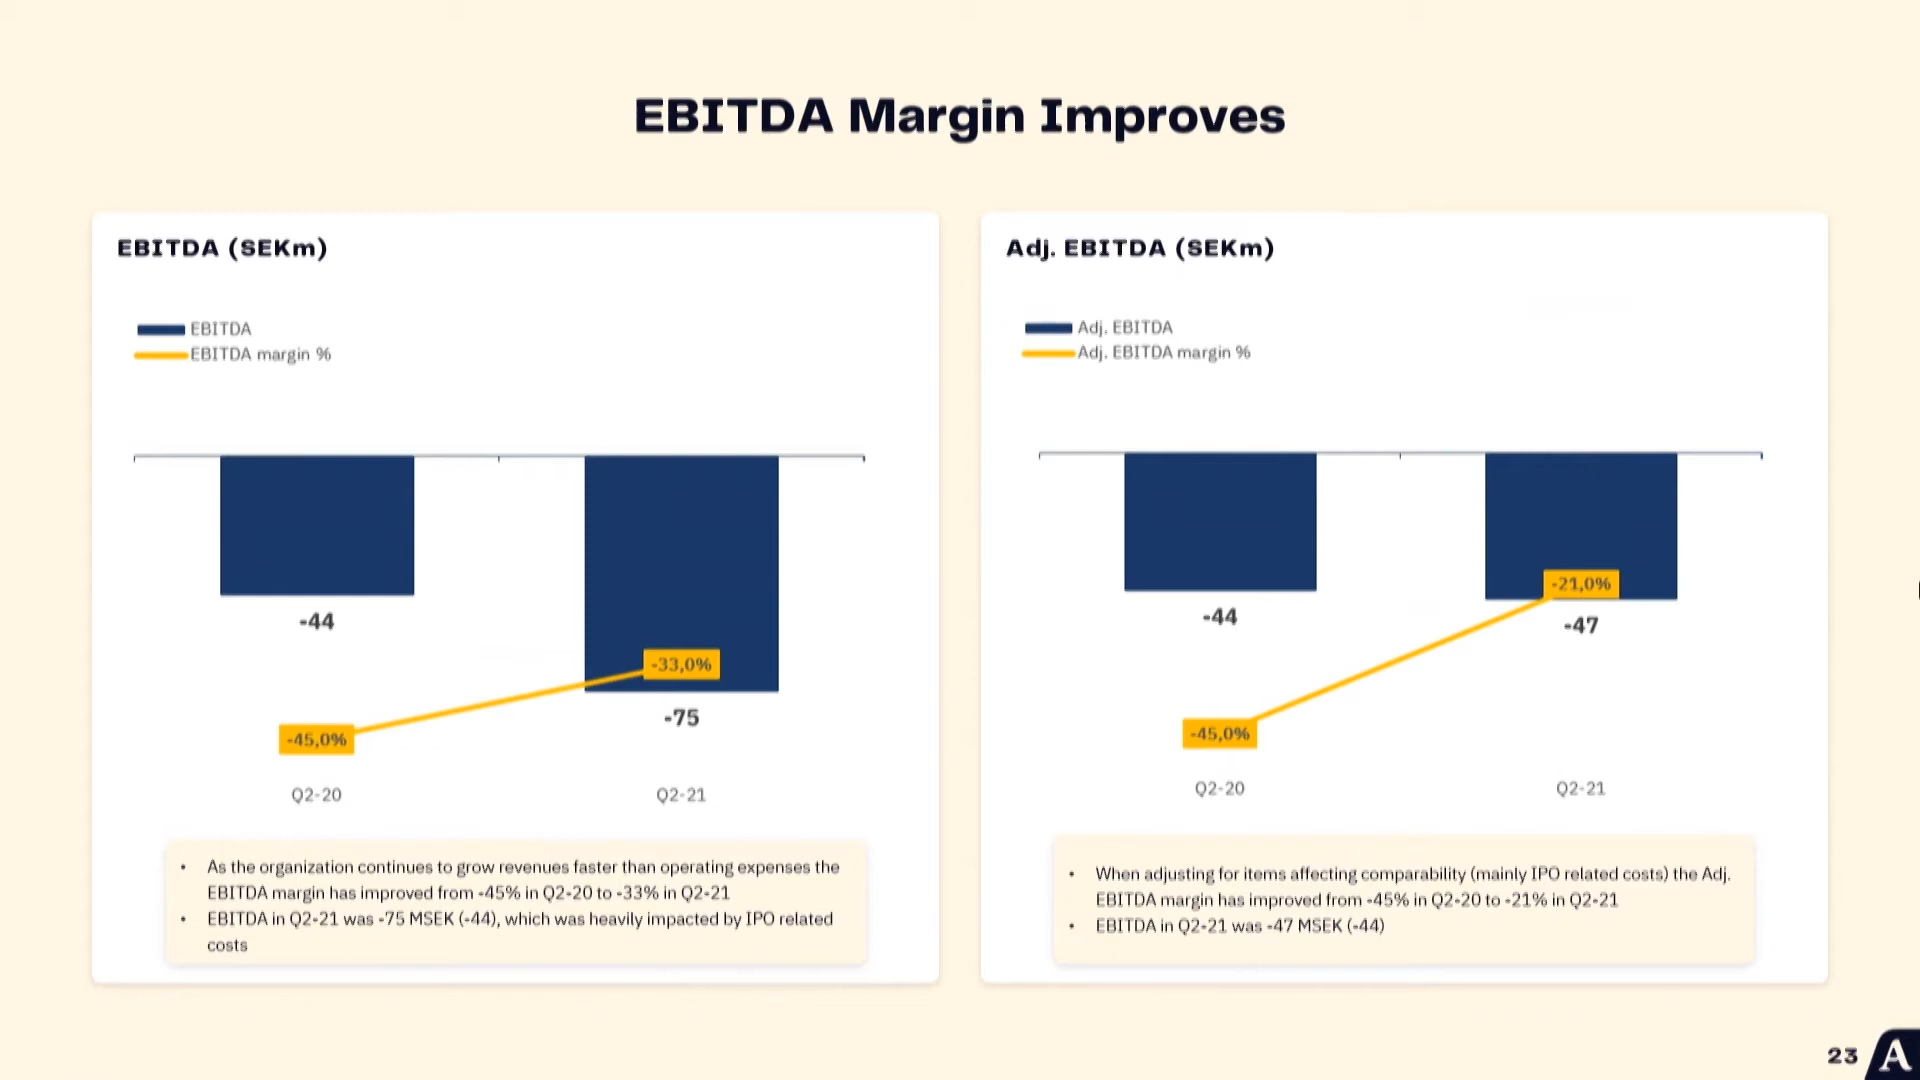 EBITDA Margin Improves
EBITDA (SEKm)
EBITDA
EBITDA margin %
-44
-33,0%
-75
-45,0%
Q2-20
Q2-21
• As the organization continues to grow revenues faster than operating expenses the
EBITDA margin has improved from -45% in Q2-20 to -33% in Q2-21
• EBITDA in Q2-21 was -75 MSEK (-44), which was heavily impacted by IPO related
costs
Adj. EBITDA (SEKm)
Adj. EBITDA
Adj. EBITDA margin %
-21,0%
-44
-47
-45,0%
Q2-20
Q2-21
• When adjusting for items affecting comparability (mainly IPO related costs) the Adj.
EBITDA margin has improved from -45% in Q2-20 to -21% in Q2-21
• EBITDA in Q2-21 was -47 MSEK (-44)
23
A